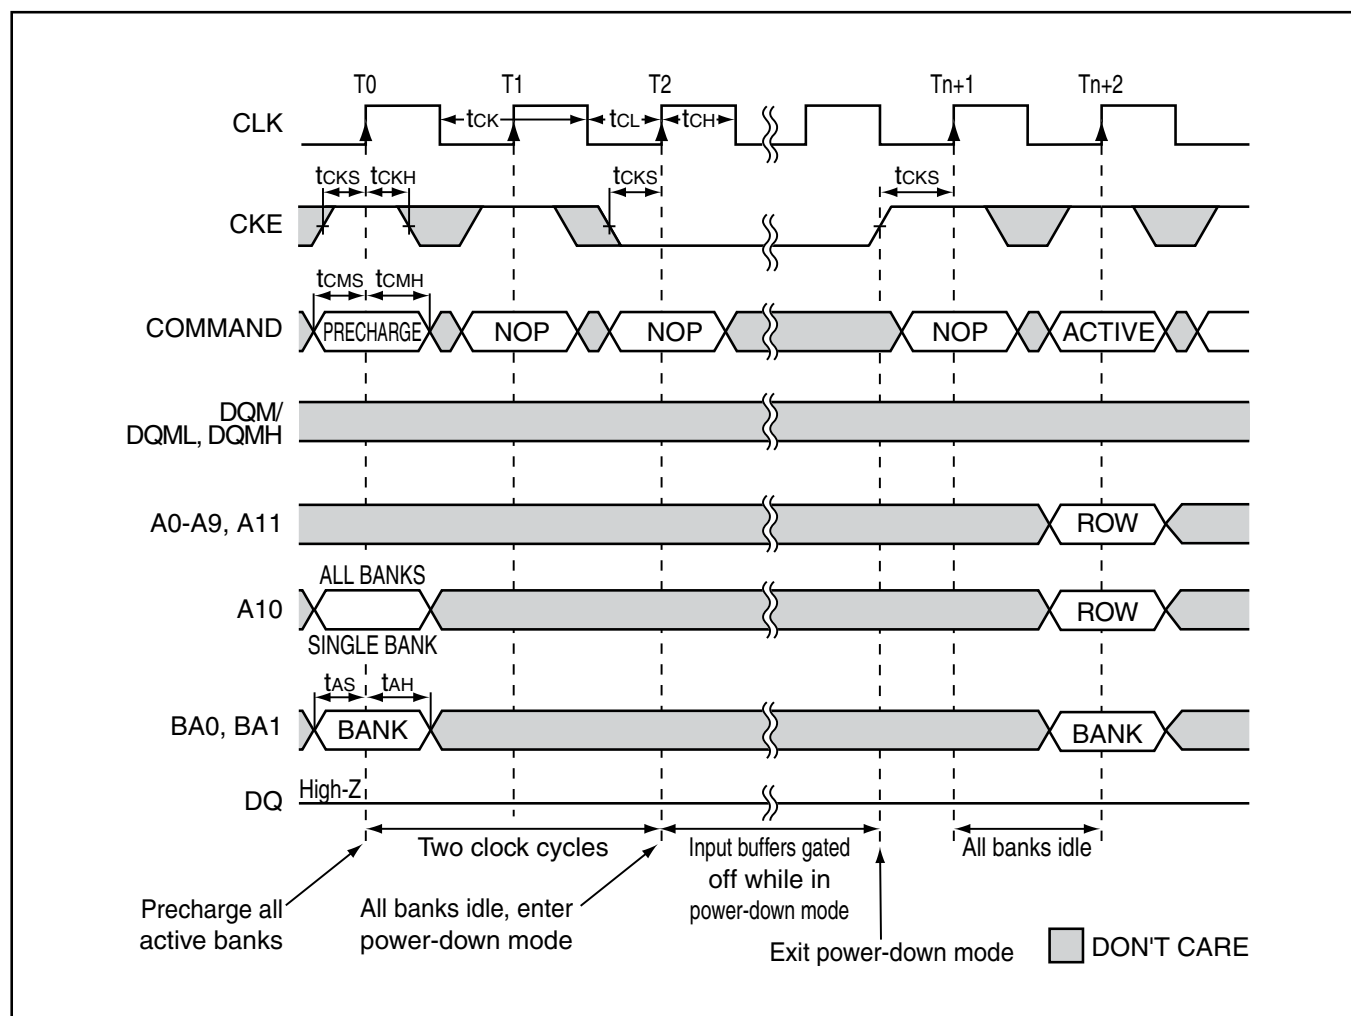 T0 T1 T2 Tn+1 Tn+2
CLK tCK tCL tCH
tCKS tCKH tCKS tCKS
CKE
tCMS tCMH
COMMAND PRECHARGE NOP NOP NOP ACTIVE
DQM/
DQML, DQMH
A0-A9, A11 ROW
ALL BANKS
A10 ROW
SINGLE BANK
tAS tAH
BA0, BA1 BANK BANK
DQ High-Z
Two clock cycles
Input buffers gated
off while in
power-down mode
All banks idle
Precharge all
active banks
All banks idle, enter
power-down mode
Exit power-down mode
DON'T CARE